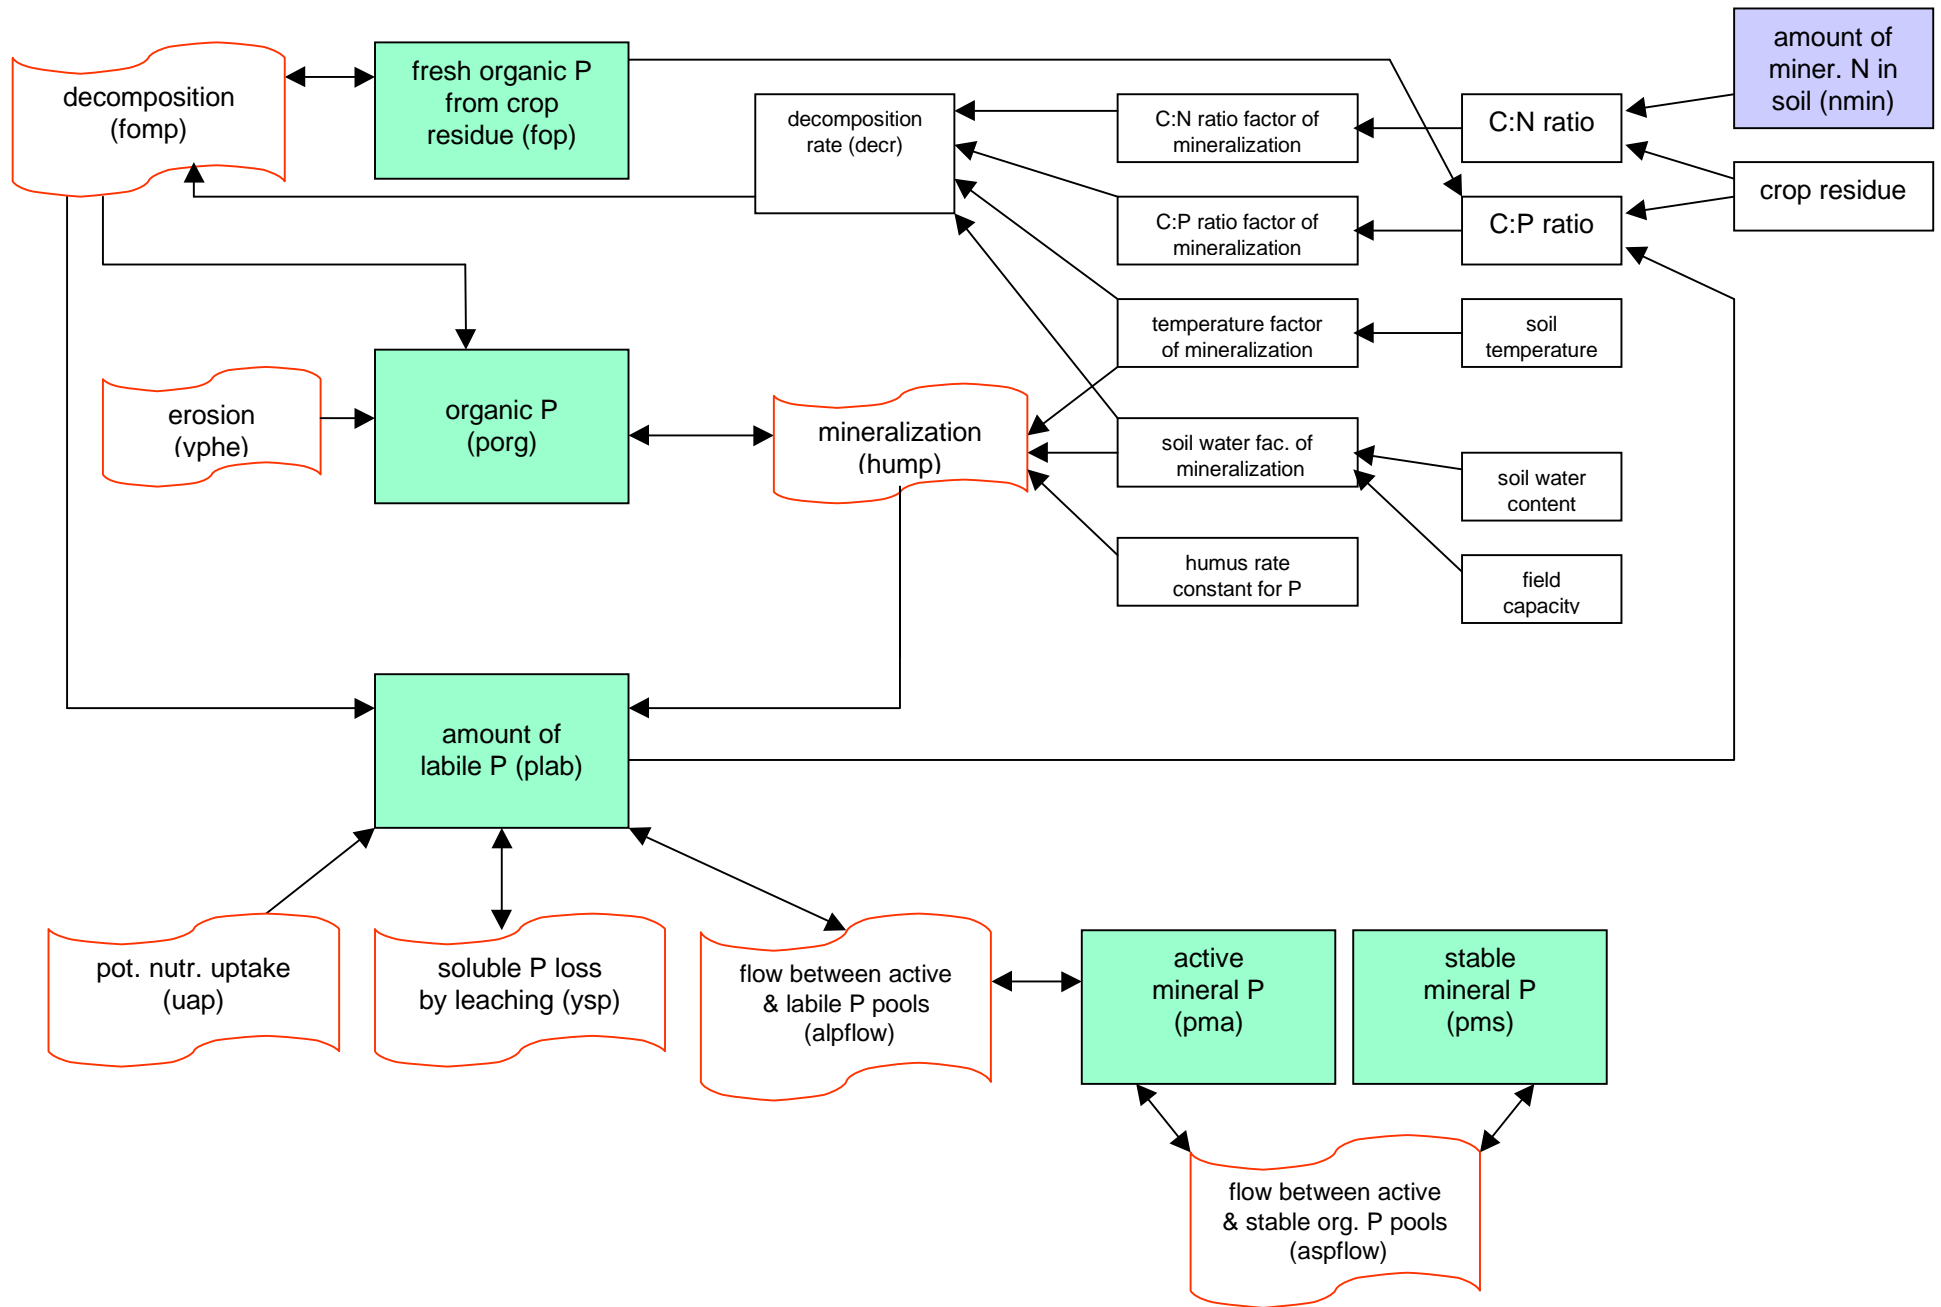 decomposition
(fomp)
fresh organic P
from crop
residue (fop)
decomposition
rate (decr)
C:N ratio factor of
mineralization
C:N ratio
amount of
miner. N in
soil (nmin)
crop residue
C:P ratio factor of
mineralization
C:P ratio
temperature factor
of mineralization
soil
temperature
erosion
(vphe)
organic P
(porg)
mineralization
(hump)
soil water fac. of
mineralization
soil water
content
humus rate
constant for P
field
capacity
amount of
labile P (plab)
pot. nutr. uptake
(uap)
soluble P loss
by leaching (ysp)
flow between active
& labile P pools
(alpflow)
active
mineral P
(pma)
stable
mineral P
(pms)
flow between active
& stable org. P pools
(aspflow)